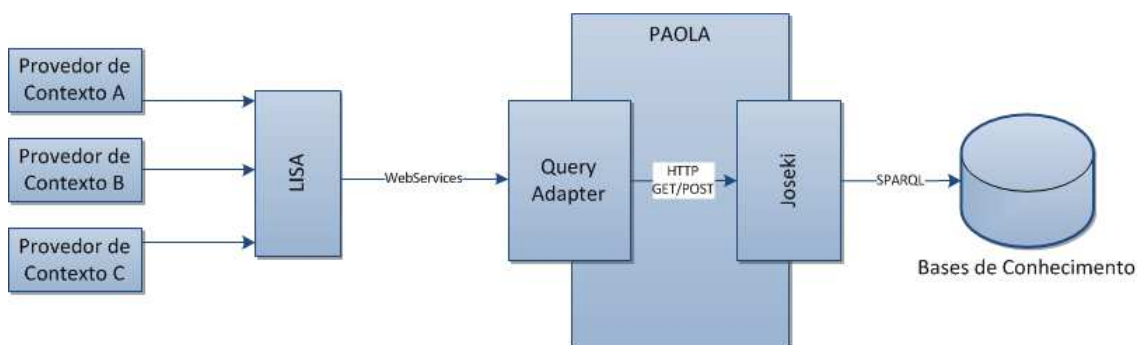 PAOLA
Provedor de
Contexto A
Provedor de
Contexto B
Provedor de
Contexto C
LISA
WebServices
Query
Adapter
HTTP
GET/POST
Joseki
SPARQL
Bases de Conhecimento